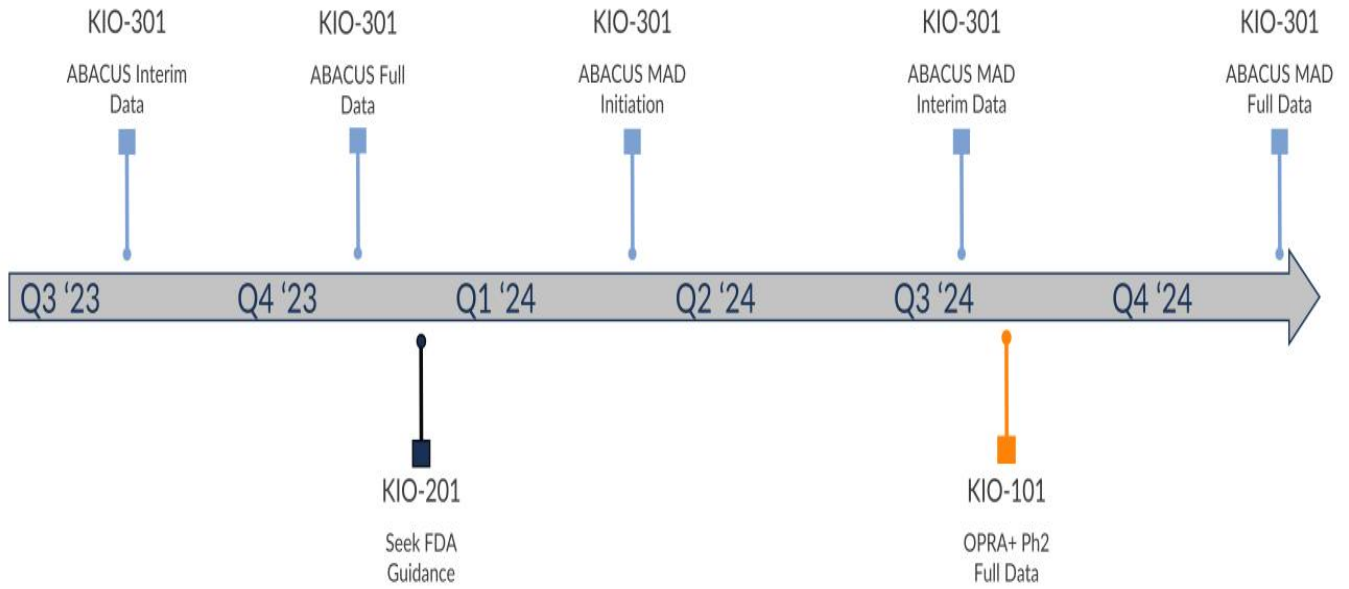 KIO-301
ABACUS Interim
Data
KIO-301
ABACUS Full
Data
KIO-301
ABACUS MAD
Initiation
KIO-301
ABACUS MAD
Interim Data
KIO-301
ABACUS MAD
Full Data
Q3 ‘23
Q4 ‘23
Q1 ‘24
Q2 ‘24
Q3 ‘24
Q4 ‘24
KIO-201
Seek FDA
Guidance
KIO-101
OPRA+ Ph2
Full Data